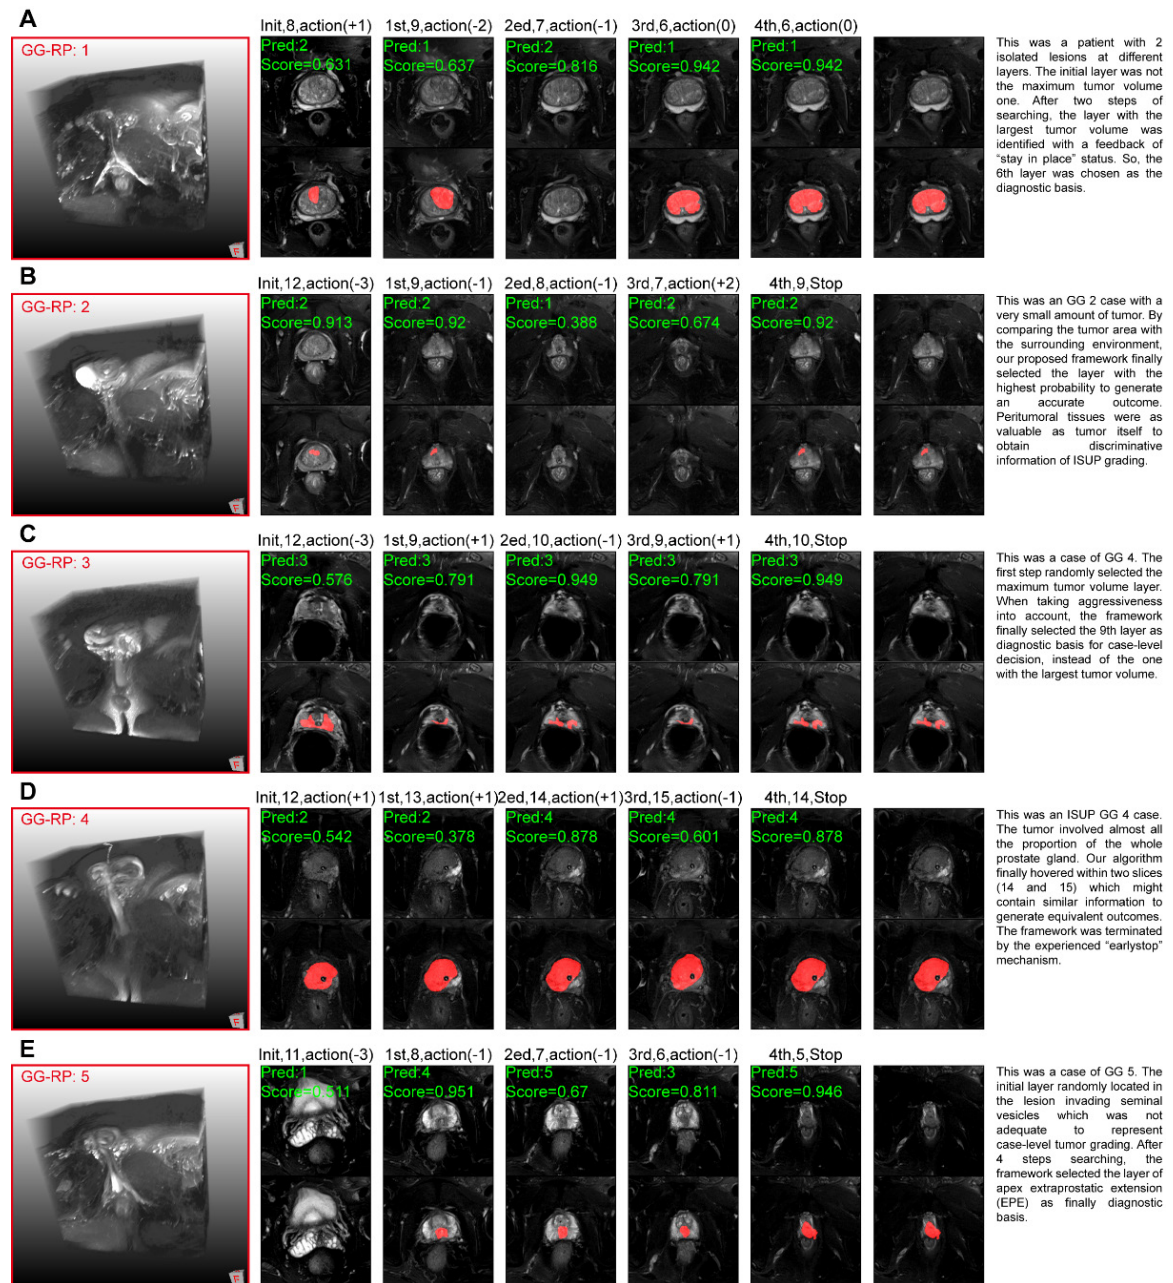 A
GG-RP: 1
Init,8,action(+1) 1st,9,action(-2) 2ed,7,action(-1) 3rd,6,action(0) 4th,6,action(0)
Pred:2 Pred:1 Pred:2 Pred:1 Pred:1
Score=0.631 Score=0.637 Score=0.816 Score=0.942 Score=0.942
F
This was a patient with 2
isolated lesions at different
layers. The initial layer was not
the maximum tumor volume
one. After two steps of
searching, the layer with the
largest tumor volume was
identified with a feedback of
“stay in place” status. So, the
6th layer was chosen as the
diagnostic basis.
B
GG-RP: 2
Init,12,action(-3) 1st,9,action(-1) 2ed,8,action(-1) 3rd,7,action(+2) 4th,9,Stop
Pred:2 Pred:2 Pred:1 Pred:2 Pred:2
Score=0.913 Score=0.92 Score=0.388 Score=0.674 Score=0.92
F
This was an GG 2 case with a
very small amount of tumor. By
comparing the tumor area with
the surrounding environment,
our proposed framework finally
selected the layer with the
highest probability to generate
an accurate outcome.
Peritumoral tissues were as
valuable as tumor itself to
obtain discriminative
information of ISUP grading.
C
GG-RP: 3
Init,12,action(-3) 1st,9,action(+1) 2ed,10,action(-1) 3rd,9,action(+1) 4th,10,Stop
Pred:3 Pred:3 Pred:3 Pred:3 Pred:3
Score=0.576 Score=0.791 Score=0.949 Score=0.791 Score=0.949
F
This was a case of GG 4. The
first step randomly selected the
maximum tumor volume layer.
When taking aggressiveness
into account, the framework
finally selected the 9th layer as
diagnostic basis for case-level
decision, instead of the one
with the largest tumor volume.
D
GG-RP: 4
Init,12,action(+1) 1st,13,action(+1) 2ed,14,action(+1) 3rd,15,action(-1) 4th,14,Stop
Pred:2 Pred:2 Pred:4 Pred:4 Pred:4
Score=0.542 Score=0.378 Score=0.878 Score=0.601 Score=0.878
F
This was an ISUP GG 4 case.
The tumor involved almost all
the proportion of the whole
prostate gland. Our algorithm
finally hovered within two slices
(14 and 15) which might
contain similar information to
generate equivalent outcomes.
The framework was terminated
by the experienced “earlystop”
mechanism.
E
GG-RP: 5
Init,11,action(-3) 1st,8,action(-1) 2ed,7,action(-1) 3rd,6,action(-1) 4th,5,Stop
Pred:1 Pred:4 Pred:5 Pred:3 Pred:5
Score=0.511 Score=0.951 Score=0.67 Score=0.811 Score=0.946
F
This was a case of GG 5. The
initial layer randomly located in
the lesion invading seminal
vesicles which was not
adequate to represent
case-level tumor grading. After
4 steps searching, the
framework selected the layer of
apex extraprostatic extension
(EPE) as finally diagnostic
basis.